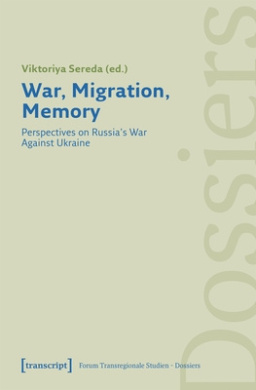 Viktoriya Sereda (ed.)
War, Migration,
Memory
Perspectives on Russia's War
Against Ukraine
Dossiers
[transcript] Forum Transregionale Studien - Dossiers